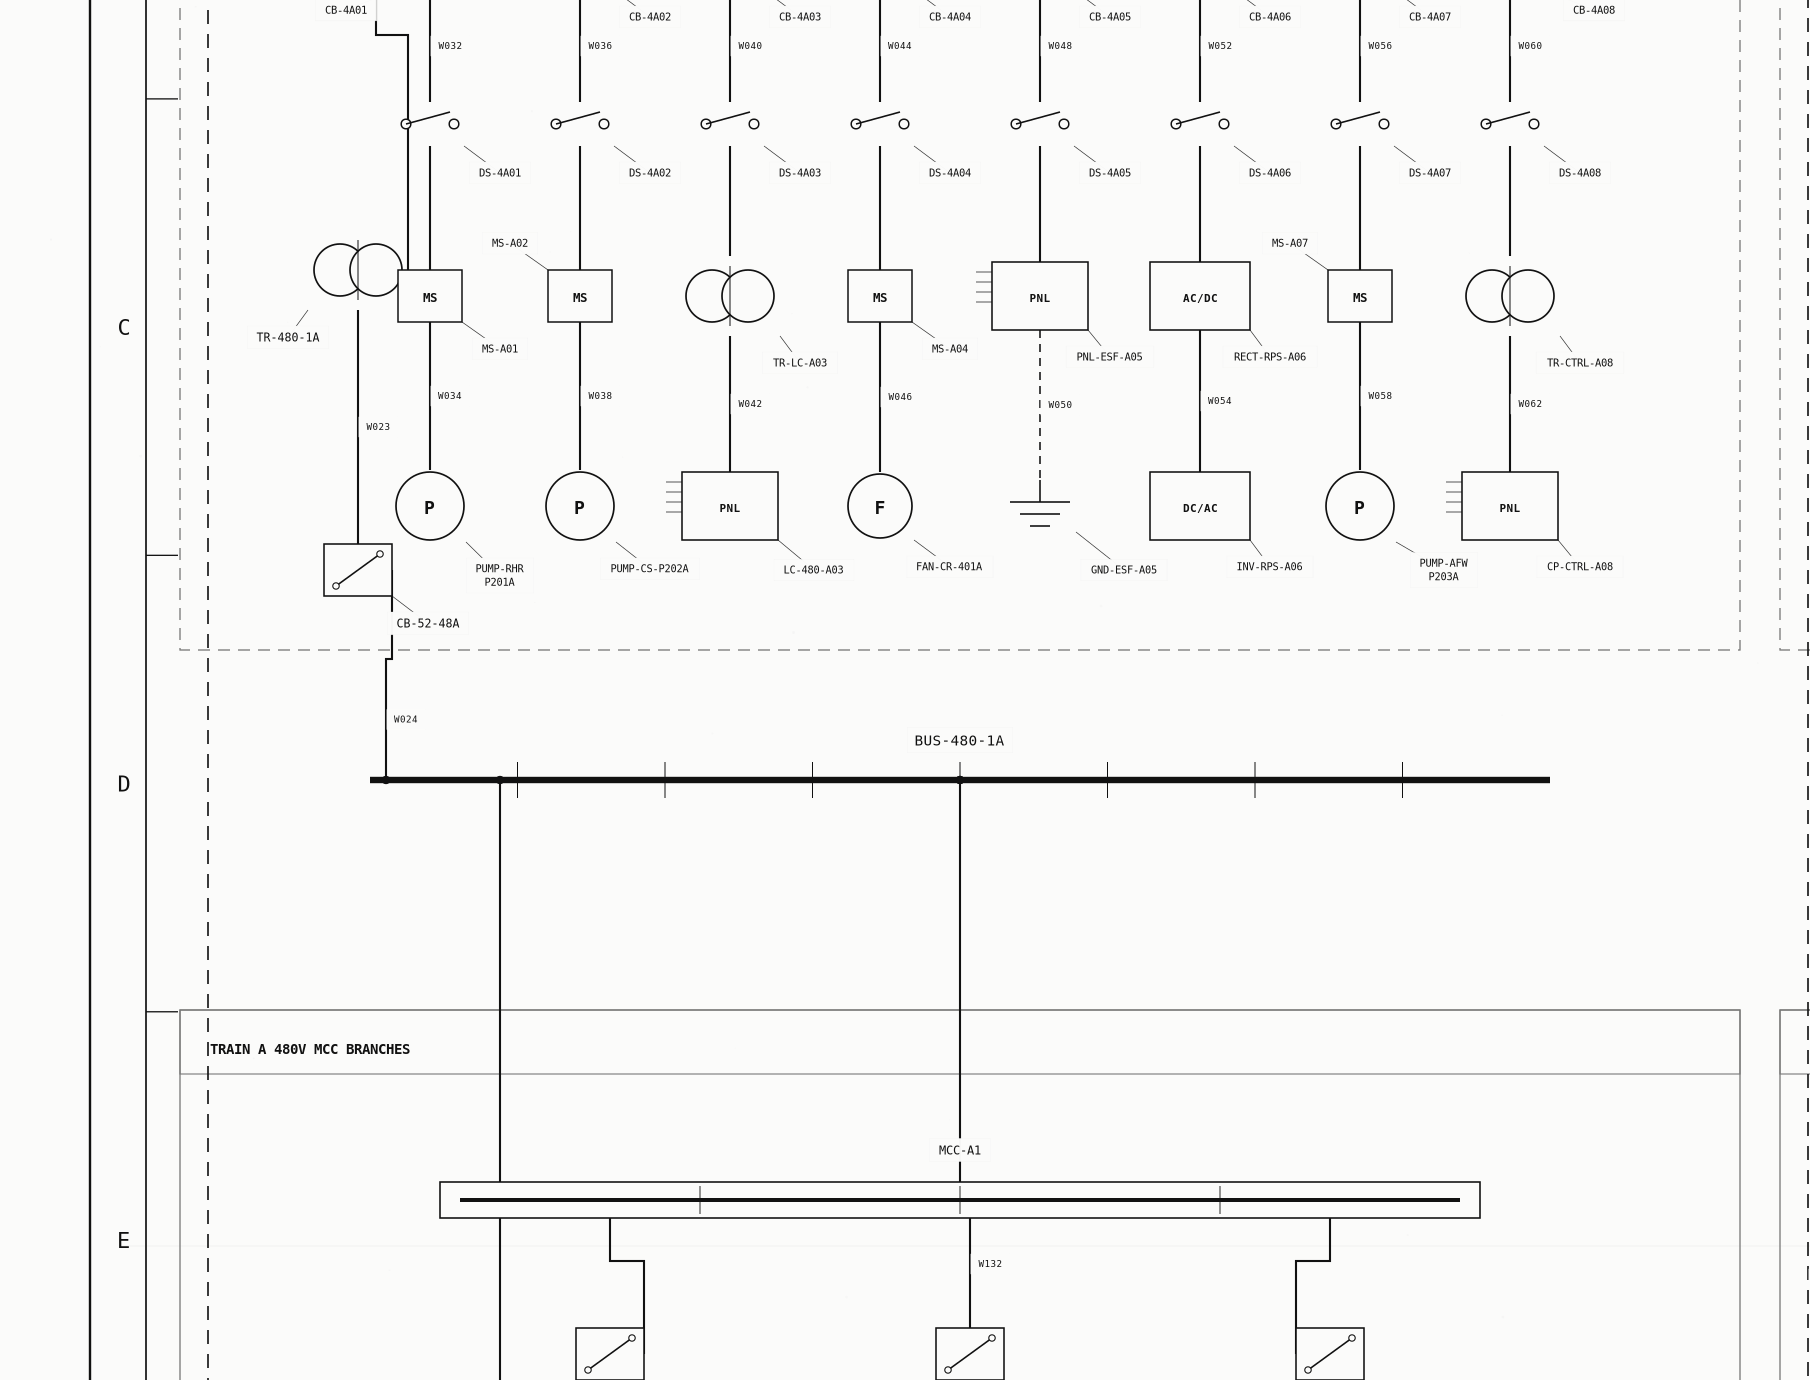 CB-4A01
CB-4A02
CB-4A03
CB-4A04
CB-4A05
CB-4A06
CB-4A07
CB-4A08
W032
W036
W040
W044
W048
W052
W056
W060
DS-4A01
DS-4A02
DS-4A03
DS-4A04
DS-4A05
DS-4A06
DS-4A07
DS-4A08
MS-A02
MS-A07
MS
MS
MS
PNL
AC/DC
MS
C
TR-480-1A
MS-A01
TR-LC-A03
MS-A04
PNL-ESF-A05
RECT-RPS-A06
TR-CTRL-A08
W034
W038
W042
W046
W050
W054
W058
W062
W023
P
P
PNL
F
DC/AC
P
PNL
PUMP-RHR
P201A
PUMP-CS-P202A
LC-480-A03
FAN-CR-401A
GND-ESF-A05
INV-RPS-A06
PUMP-AFW
P203A
CP-CTRL-A08
CB-52-48A
W024
BUS-480-1A
D
TRAIN A 480V MCC BRANCHES
MCC-A1
E
W132